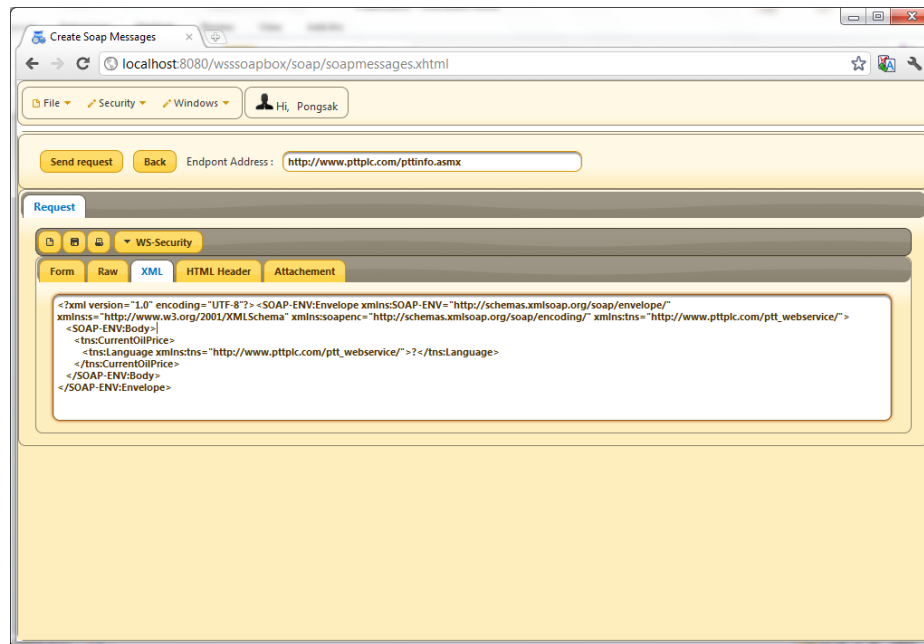 Create Soap Messages
localhost:8080/wsssoapbox/soap/soapmessages.xhtml
File Security Windows Hi, Pongsak
Send request Back Endpont Address : http://www.pttplc.com/pttinfo.asmx
Request
WS-Security
Form Raw XML HTML Header Attachement
<?xml version="1.0" encoding="UTF-8"?><SOAP-ENV:Envelope xmlns:SOAP-ENV="http://schemas.xmlsoap.org/soap/envelope/"
xmlns:s="http://www.w3.org/2001/XMLSchema" xmlns:soapenc="http://schemas.xmlsoap.org/soap/encoding/" xmlns:tns="http://www.pttplc.com/ptt_webservice/">
<SOAP-ENV:Body>
<tns:CurrentOilPrice>
<tns:Language xmlns:tns="http://www.pttplc.com/ptt_webservice/">?</tns:Language>
</tns:CurrentOilPrice>
</SOAP-ENV:Body>
</SOAP-ENV:Envelope>